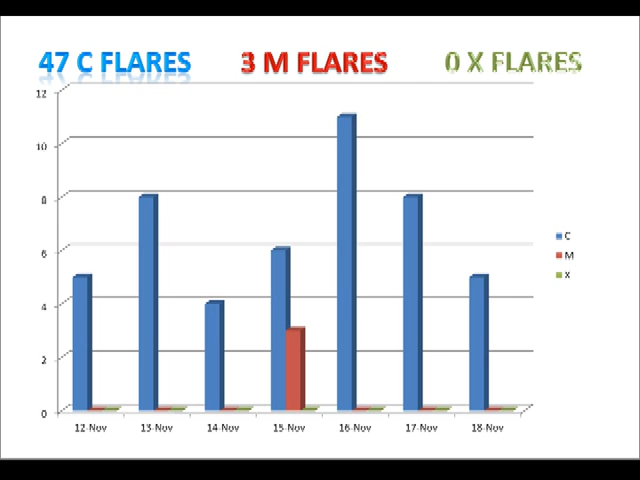 47 C FLARES 3 M FLARES 0 X FLARES
12
10
8
6
4
2
0
C
M
X
12-Nov 13-Nov 14-Nov 15-Nov 16-Nov 17-Nov 18-Nov